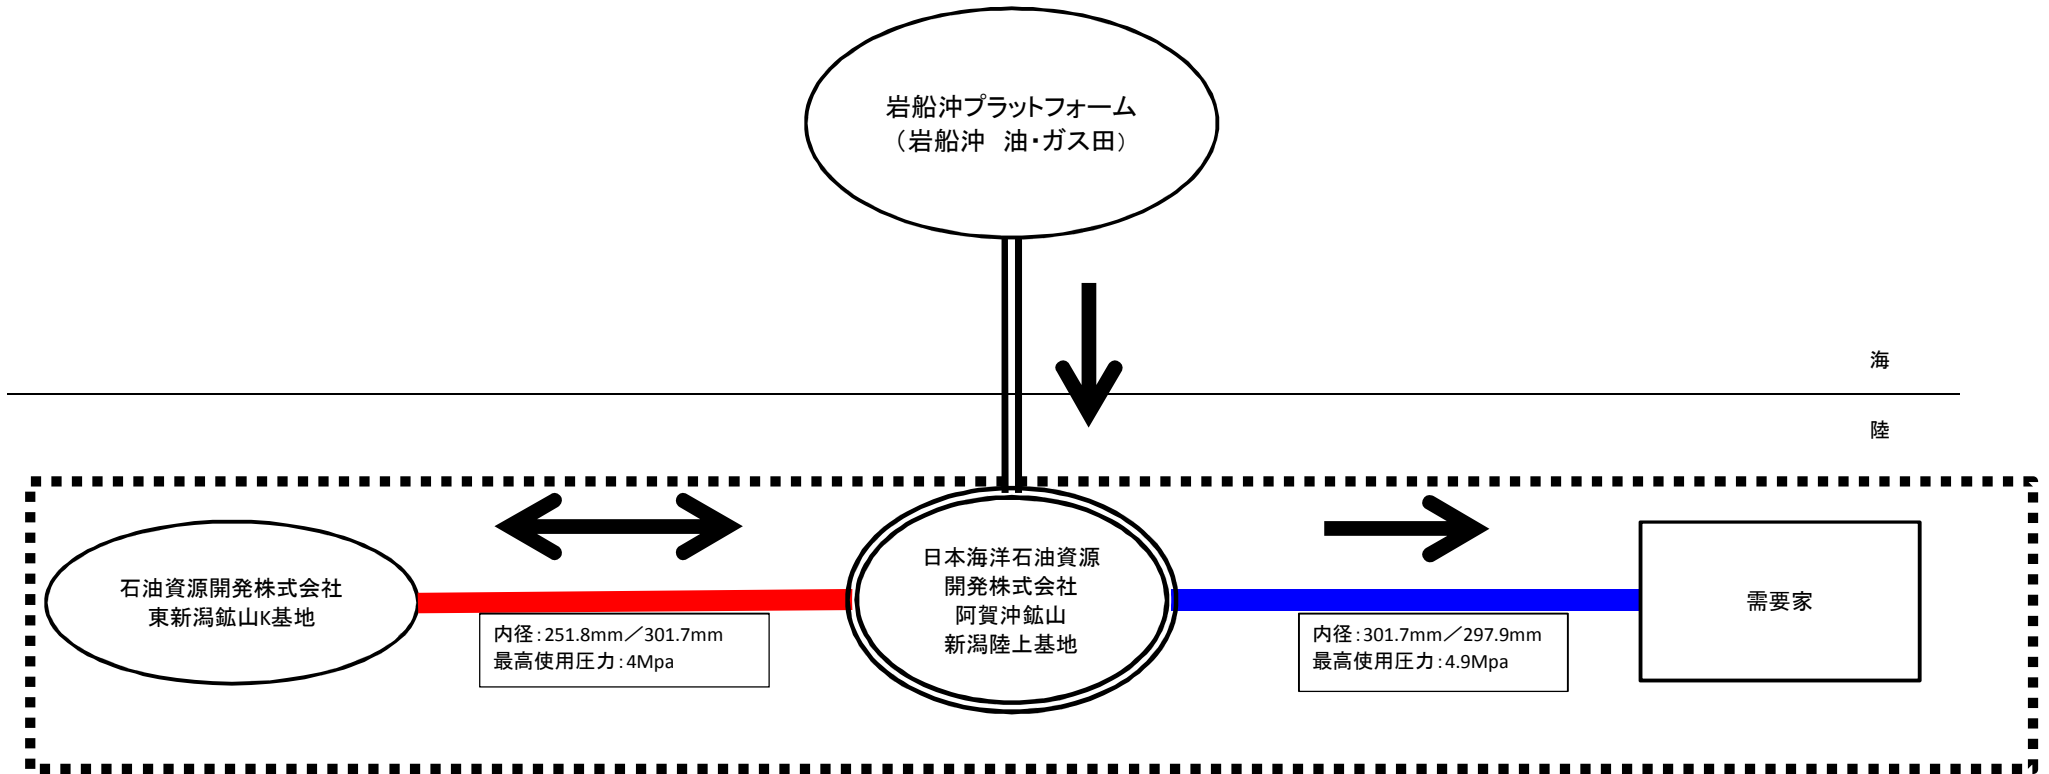 岩船沖プラットフォーム
（岩船沖　油・ガス田）
海
陸
石油資源開発株式会社
東新潟鉱山K基地
内径：251.8mm／301.7mm
最高使用圧力：4Mpa
日本海洋石油資源
開発株式会社
阿賀沖鉱山
新潟陸上基地
内径：301.7mm／297.9mm
最高使用圧力：4.9Mpa
需要家